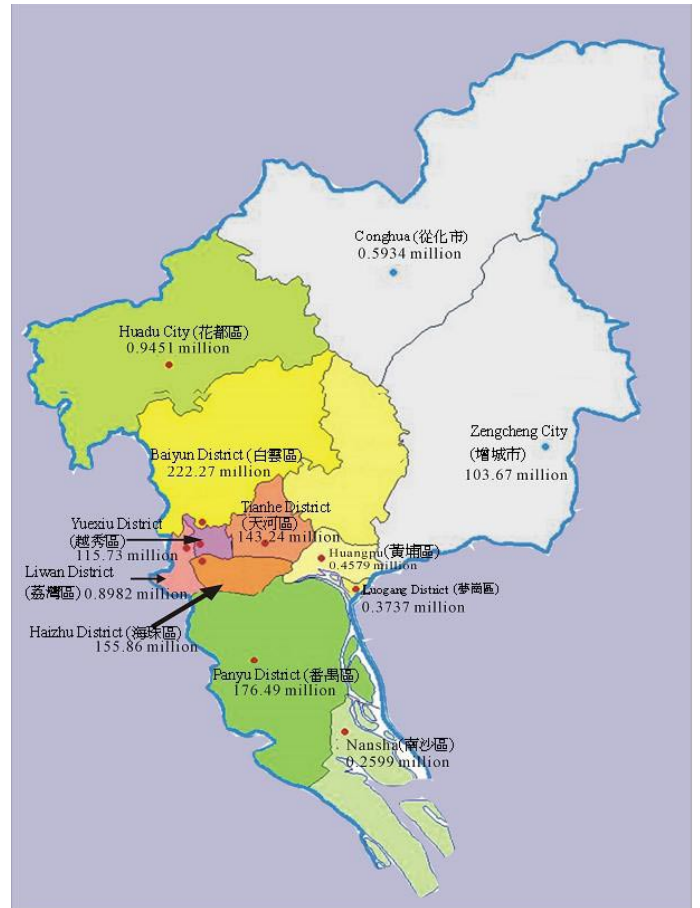 Conghua (從化市)
0.5934 million
Huadu City (花都區)
0.9451 million
Zengcheng City
(增城市)
103.67 million
Baiyun District (白雲區)
222.27 million
Tianhe District
(天河區)
143.24 million
Yuexiu District
(越秀區)
115.73 million
Huangpu (黃埔區)
0.4579 million
Liwan District
(荔灣區) 0.8982 million
Luogang District (夢崗區)
0.3737 million
Haizhu District (海珠區)
155.86 million
Panyu District (番禺區)
176.49 million
Nansha(南沙區)
0.2599 million